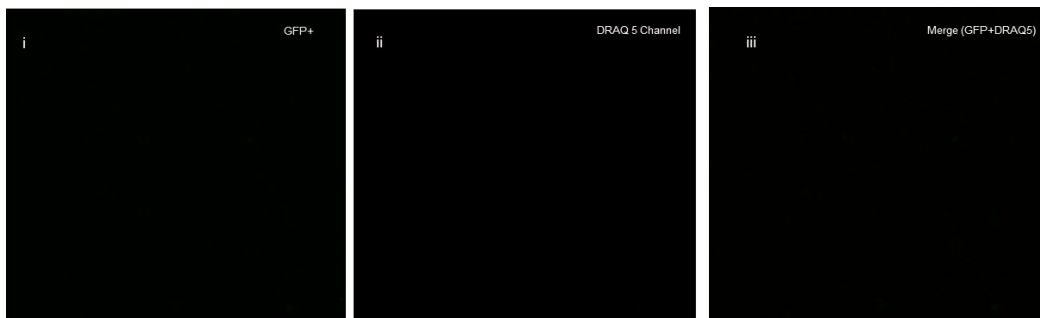 i
GFP+
ii
DRAQ 5 Channel
iii
Merge (GFP+DRAQ5)